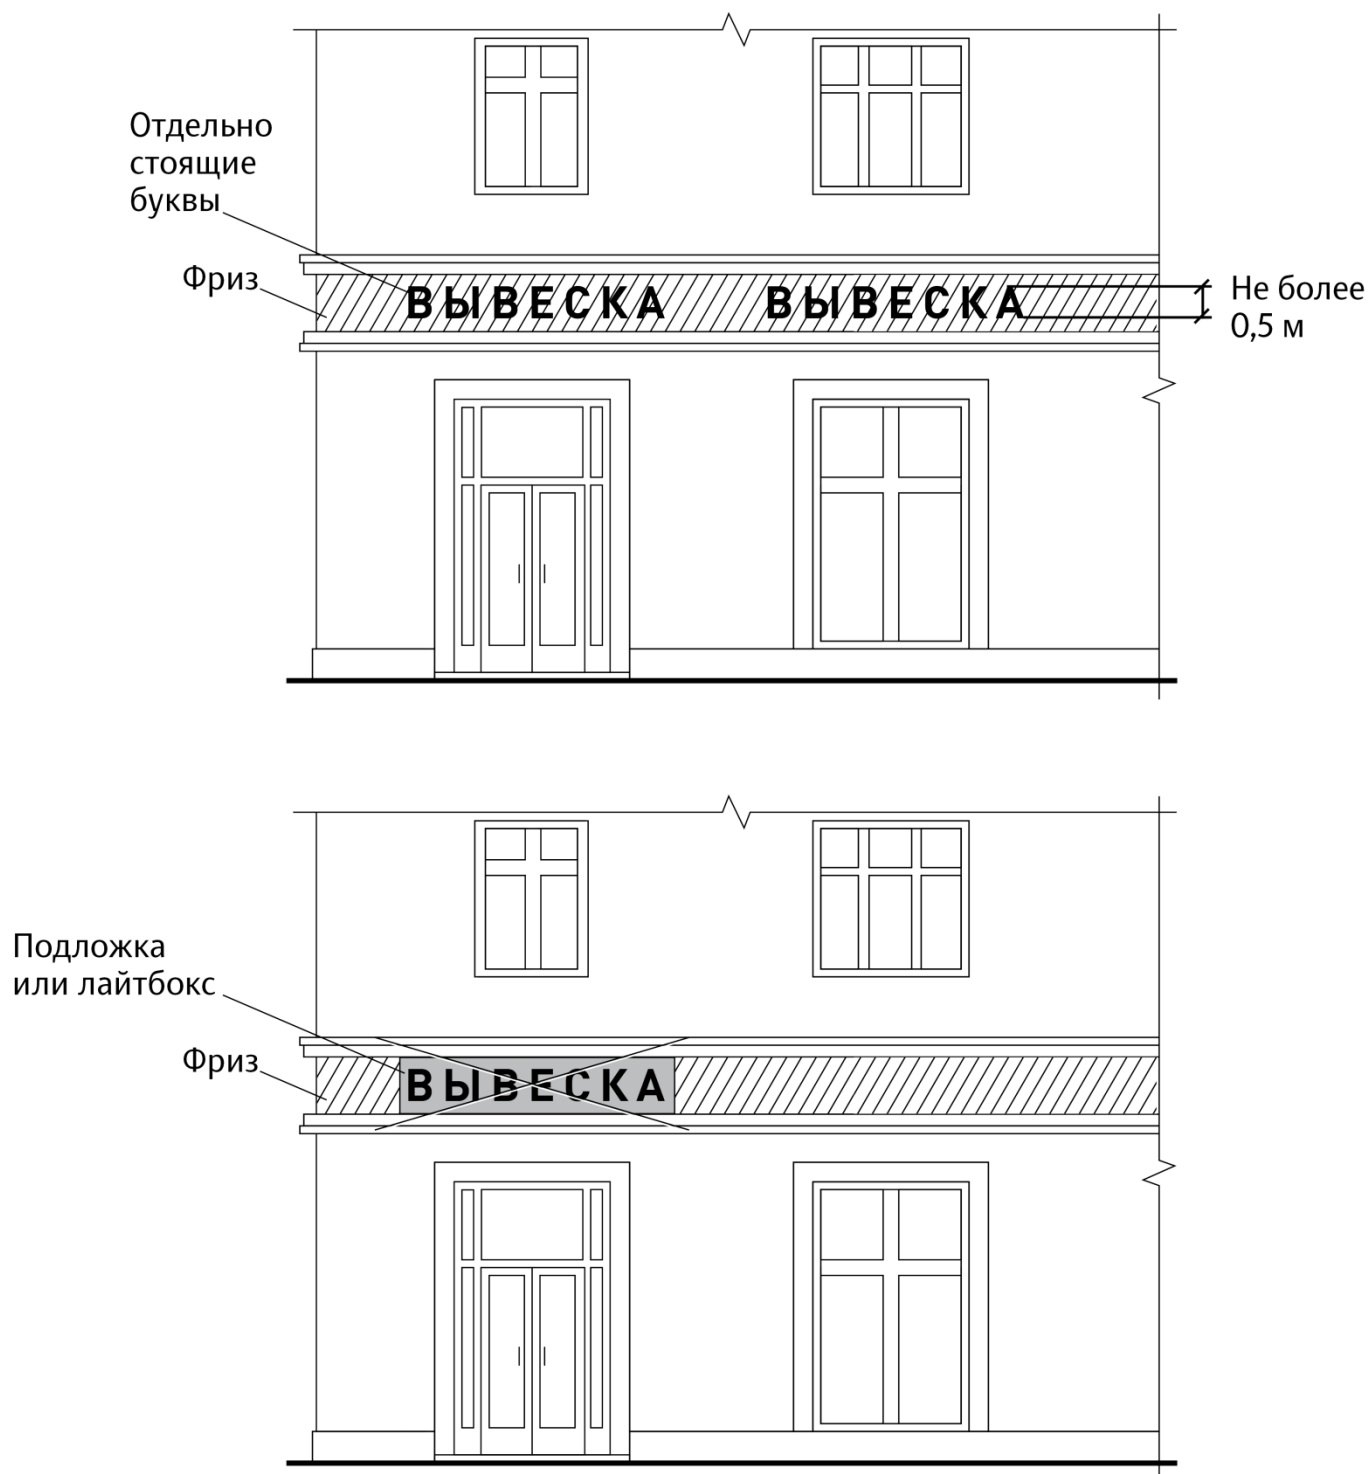 Отдельно
стоящие
буквы
Фриз
ВЫВЕСКА ВЫВЕСКА
Не более
0,5 м
Подложка
или лайтбокс
Фриз
ВЫВЕСКА